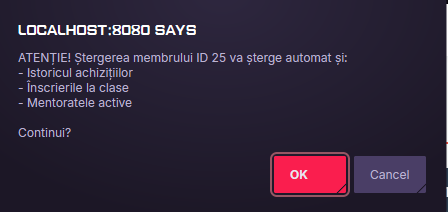 LOCALHOST:8080 SAYS
ATENȚIE! Ștergerea membrului ID 25 va șterge automat și:
- Istoricul achizițiilor
- Înscrierile la clase
- Mentoratele active
Continui?
OK
Cancel